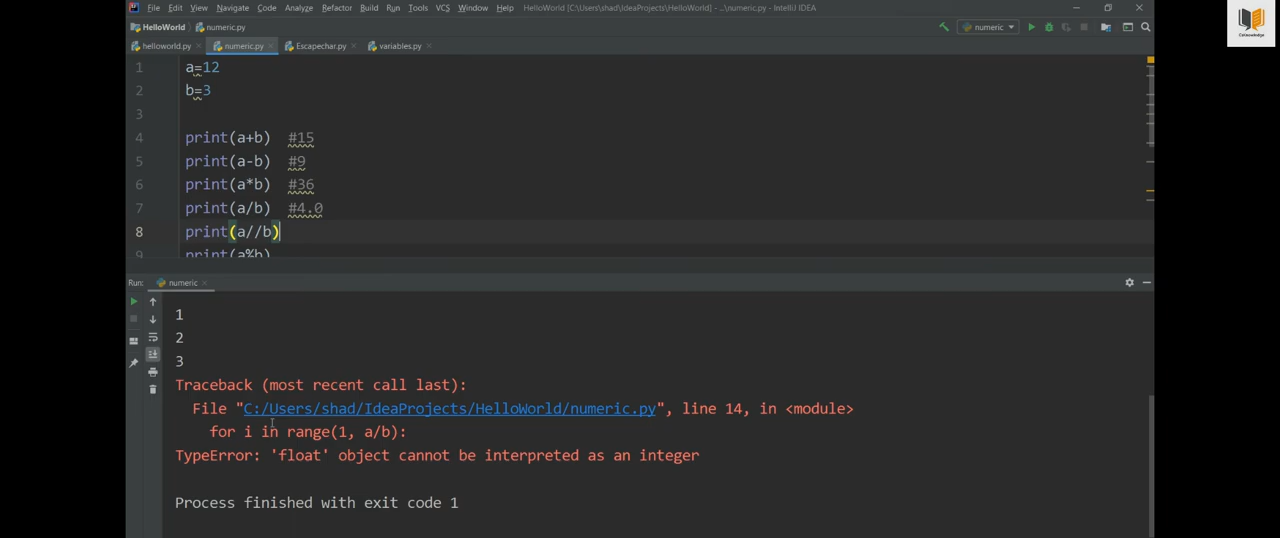 File Edit View Navigate Code Analyze Refactor Build Run Tools VCS Window Help HelloWorld [C:\Users\shad\IdeaProjects\HelloWorld] - ...\numeric.py - IntelliJ IDEA
HelloWorld numeric.py numeric
helloworld.py numeric.py Escapechar.py variables.py
1 a=12
2 b=3
3
4 print(a+b) #15
5 print(a-b) #9
6 print(a*b) #36
7 print(a/b) #4.0
8 print(a//b)
9 print(a%b)
Run: numeric
1
2
3
Traceback (most recent call last):
File "C:/Users/shad/IdeaProjects/HelloWorld/numeric.py", line 14, in <module>
for i in range(1, a/b):
TypeError: 'float' object cannot be interpreted as an integer
Process finished with exit code 1